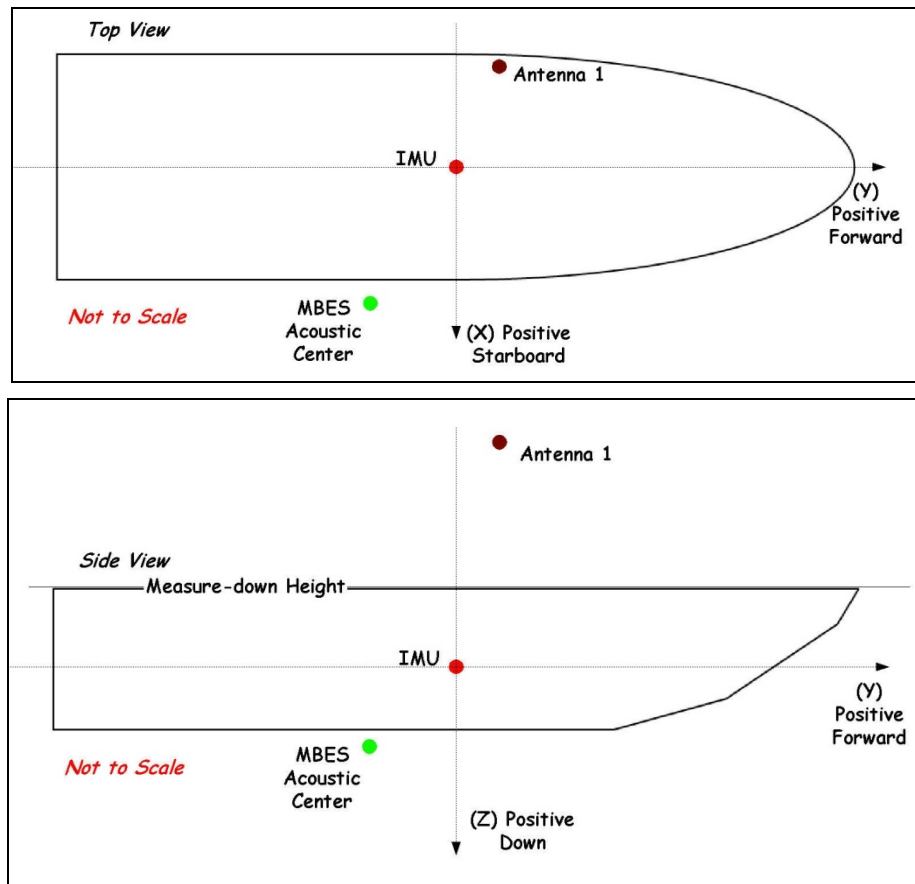 Top View
Antenna 1
IMU
(Y)
Positive
Forward
MBES
Acoustic
Center
Not to Scale
(X) Positive
Starboard
Antenna 1
Side View
Measure-down Height
IMU
(Y)
Positive
Forward
MBES
Acoustic
Center
Not to Scale
(Z) Positive
Down